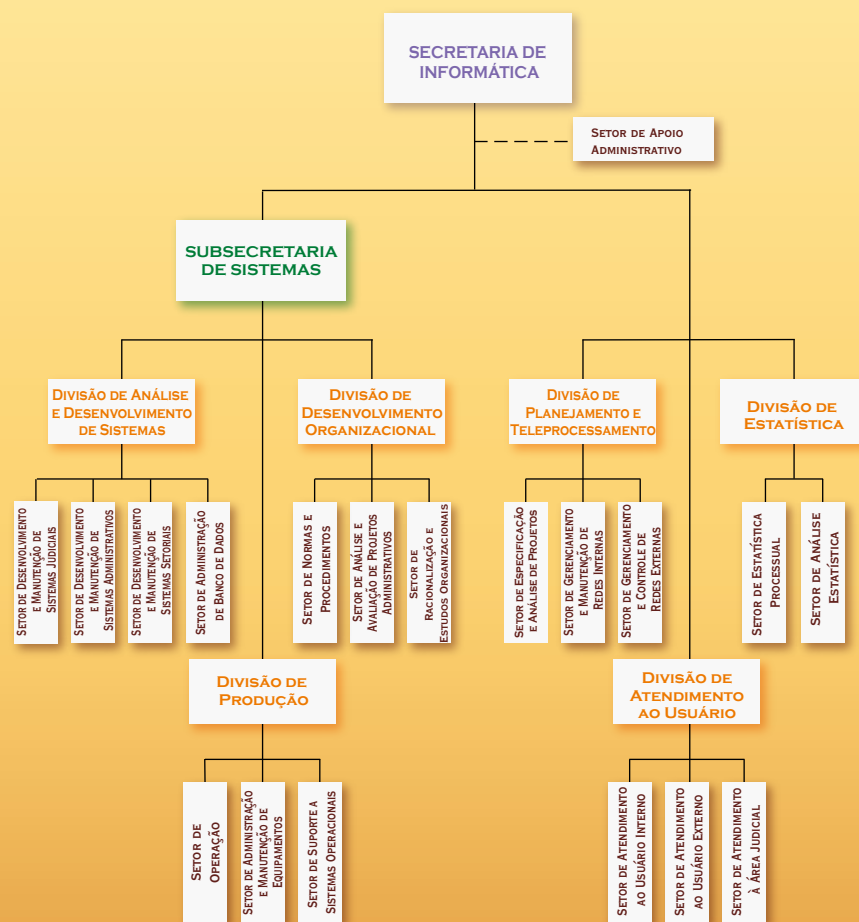 SECRETARIA DE
INFORMÁTICA
SETOR DE APOIO
ADMINISTRATIVO
SUBSECRETARIA
DE SISTEMAS
DIVISÃO DE ANÁLISE
E DESENVOLVIMENTO
DE SISTEMAS
DIVISÃO DE
DESENVOLVIMENTO
ORGANIZACIONAL
DIVISÃO DE
PLANEJAMENTO E
TELEPROCESSAMENTO
DIVISÃO DE
ESTATÍSTICA
SETOR DE DESENVOLVIMENTO
E MANUTENÇÃO DE
SISTEMAS JUDICIAIS
SETOR DE DESENVOLVIMENTO
E MANUTENÇÃO DE
SISTEMAS ADMINISTRATIVOS
SETOR DE DESENVOLVIMENTO
E MANUTENÇÃO DE
SISTEMAS SETORIAIS
SETOR DE ADMINISTRAÇÃO
DE BANCO DE DADOS
SETOR DE NORMAS E
PROCEDIMENTOS
SETOR DE ANÁLISE E
AVALIAÇÃO DE PROJETOS
ADMINISTRATIVOS
SETOR DE
RACIONALIZAÇÃO E
ESTUDOS ORGANIZACIONAIS
SETOR DE ESPECIFICAÇÃO
E ANÁLISE DE PROJETOS
SETOR DE GERENCIAMENTO
E MANUTENÇÃO DE
REDES INTERNAS
SETOR DE GERENCIAMENTO
E CONTROLE DE
REDES EXTERNAS
SETOR DE ESTATÍSTICA
PROCESSUAL
SETOR DE ANÁLISE
ESTATÍSTICA
DIVISÃO DE
PRODUÇÃO
DIVISÃO DE
ATENDIMENTO
AO USUÁRIO
SETOR DE
OPERAÇÃO
SETOR DE ADMINISTRAÇÃO
E MANUTENÇÃO DE
EQUIPAMENTOS
SETOR DE SUPORTE A
SISTEMAS OPERACIONAIS
SETOR DE ATENDIMENTO
AO USUÁRIO INTERNO
SETOR DE ATENDIMENTO
AO USUÁRIO EXTERNO
SETOR DE ATENDIMENTO
À ÁREA JUDICIAL